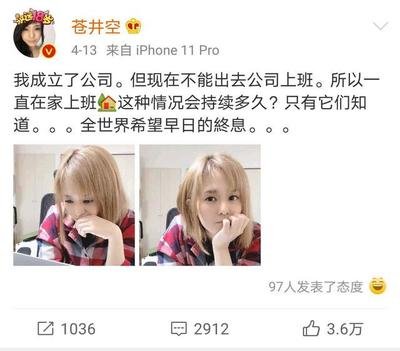 苍井空
4-13 来自 iPhone 11 Pro
我成立了公司。但现在不能出去公司上班。所以一
直在家上班🏠这种情况会持续多久？只有它们知
道。。。全世界希望早日的終息。。。
97人发表了态度
1036 2912 3.6万